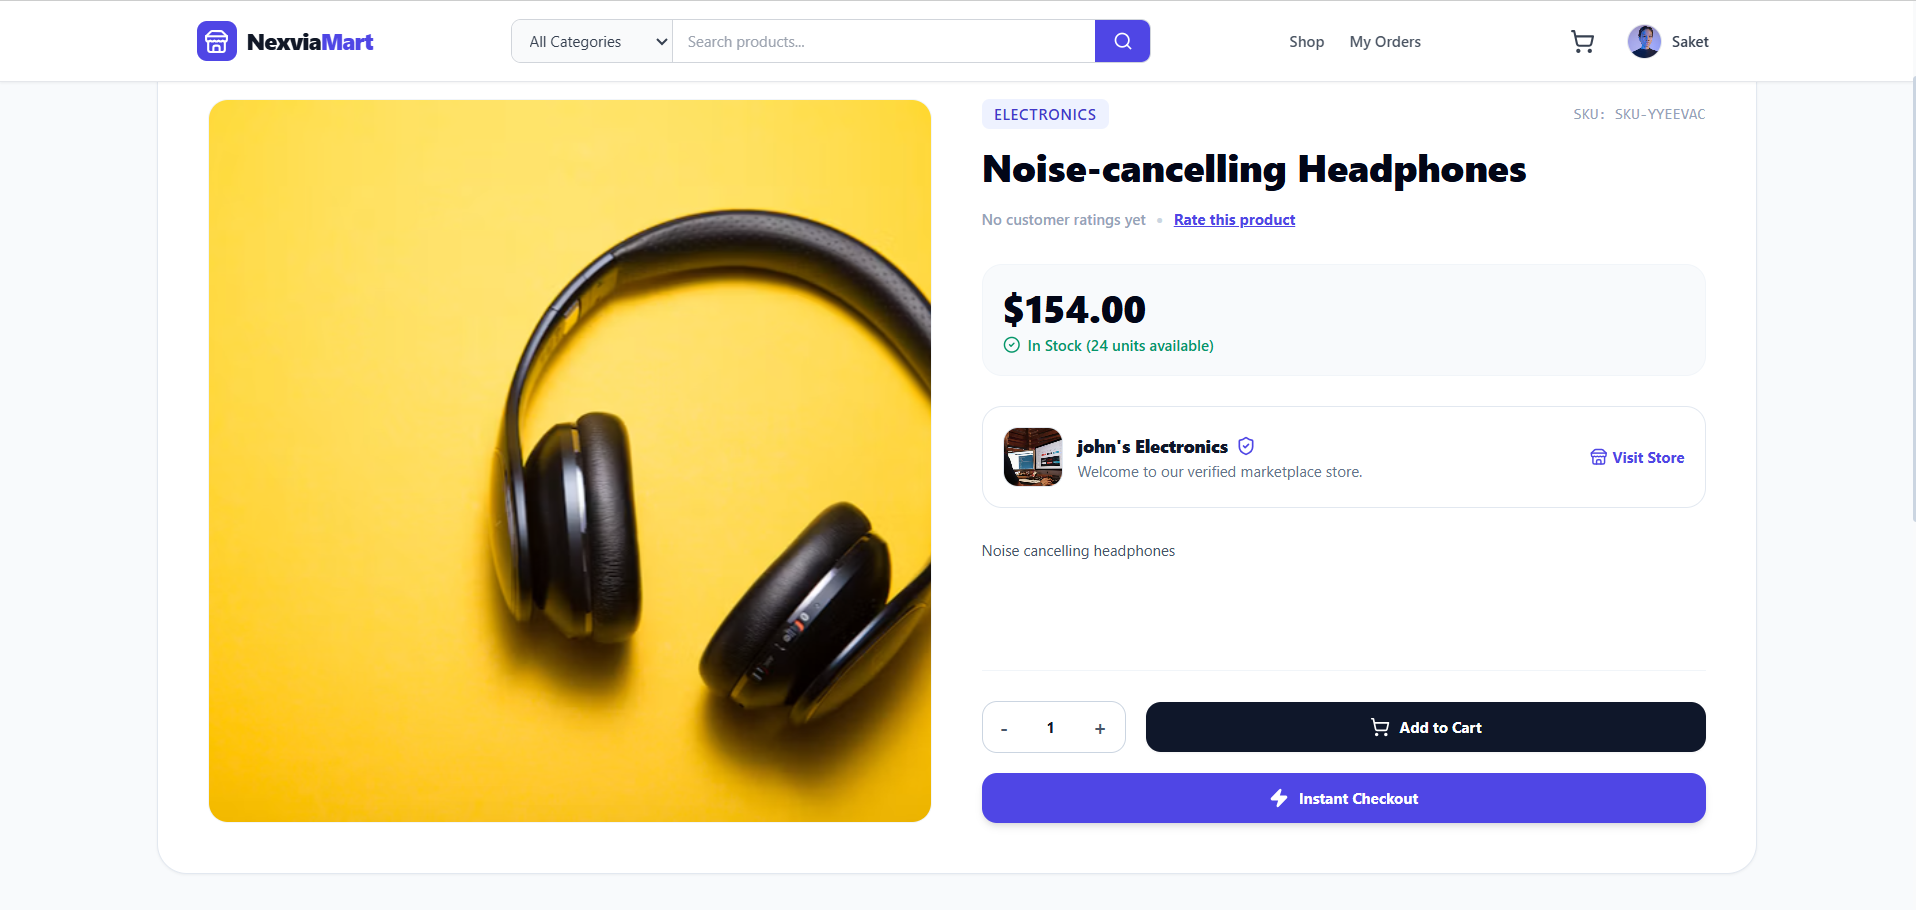 NexviaMart
All Categories
Search products...
Shop
My Orders
Saket
ELECTRONICS
SKU: SKU-YYEEVAC
Noise-cancelling Headphones
No customer ratings yet • Rate this product
$154.00
In Stock (24 units available)
john's Electronics
Welcome to our verified marketplace store.
Visit Store
Noise cancelling headphones
- 1 +
Add to Cart
Instant Checkout